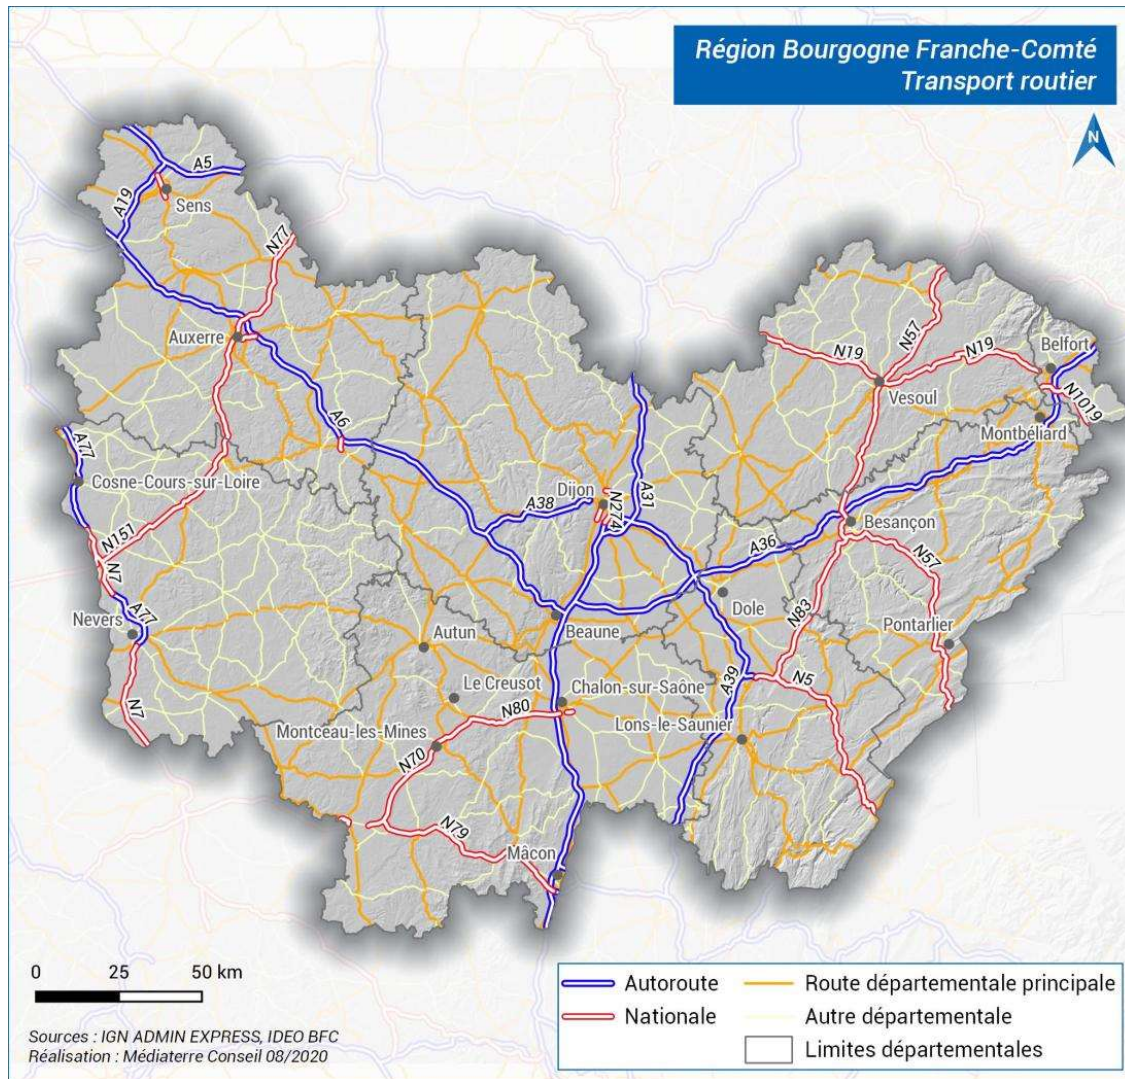 Région Bourgogne Franche-Comté
Transport routier
N
A5
A19
Sens
N77
Auxerre
N57
N19
N19
Belfort
Vesoul
N1019
Montbéliard
A6
A77
Cosne-Cours-sur-Loire
A38
Dijon
N274
A31
Besançon
N151
A36
N57
N7
A77
Nevers
Dole
N83
Pontarlier
Beaune
Autun
A39
N5
Le Creusot
Chalon-sur-Saône
N7
N80
Lons-le-Saunier
Montceau-les-Mines
N70
N79
Mâcon
0 25 50 km
Autoroute
Route départementale principale
Nationale
Autre départementale
Limites départementales
Sources : IGN ADMIN EXPRESS, IDEO BFC
Réalisation : Médiaterre Conseil 08/2020